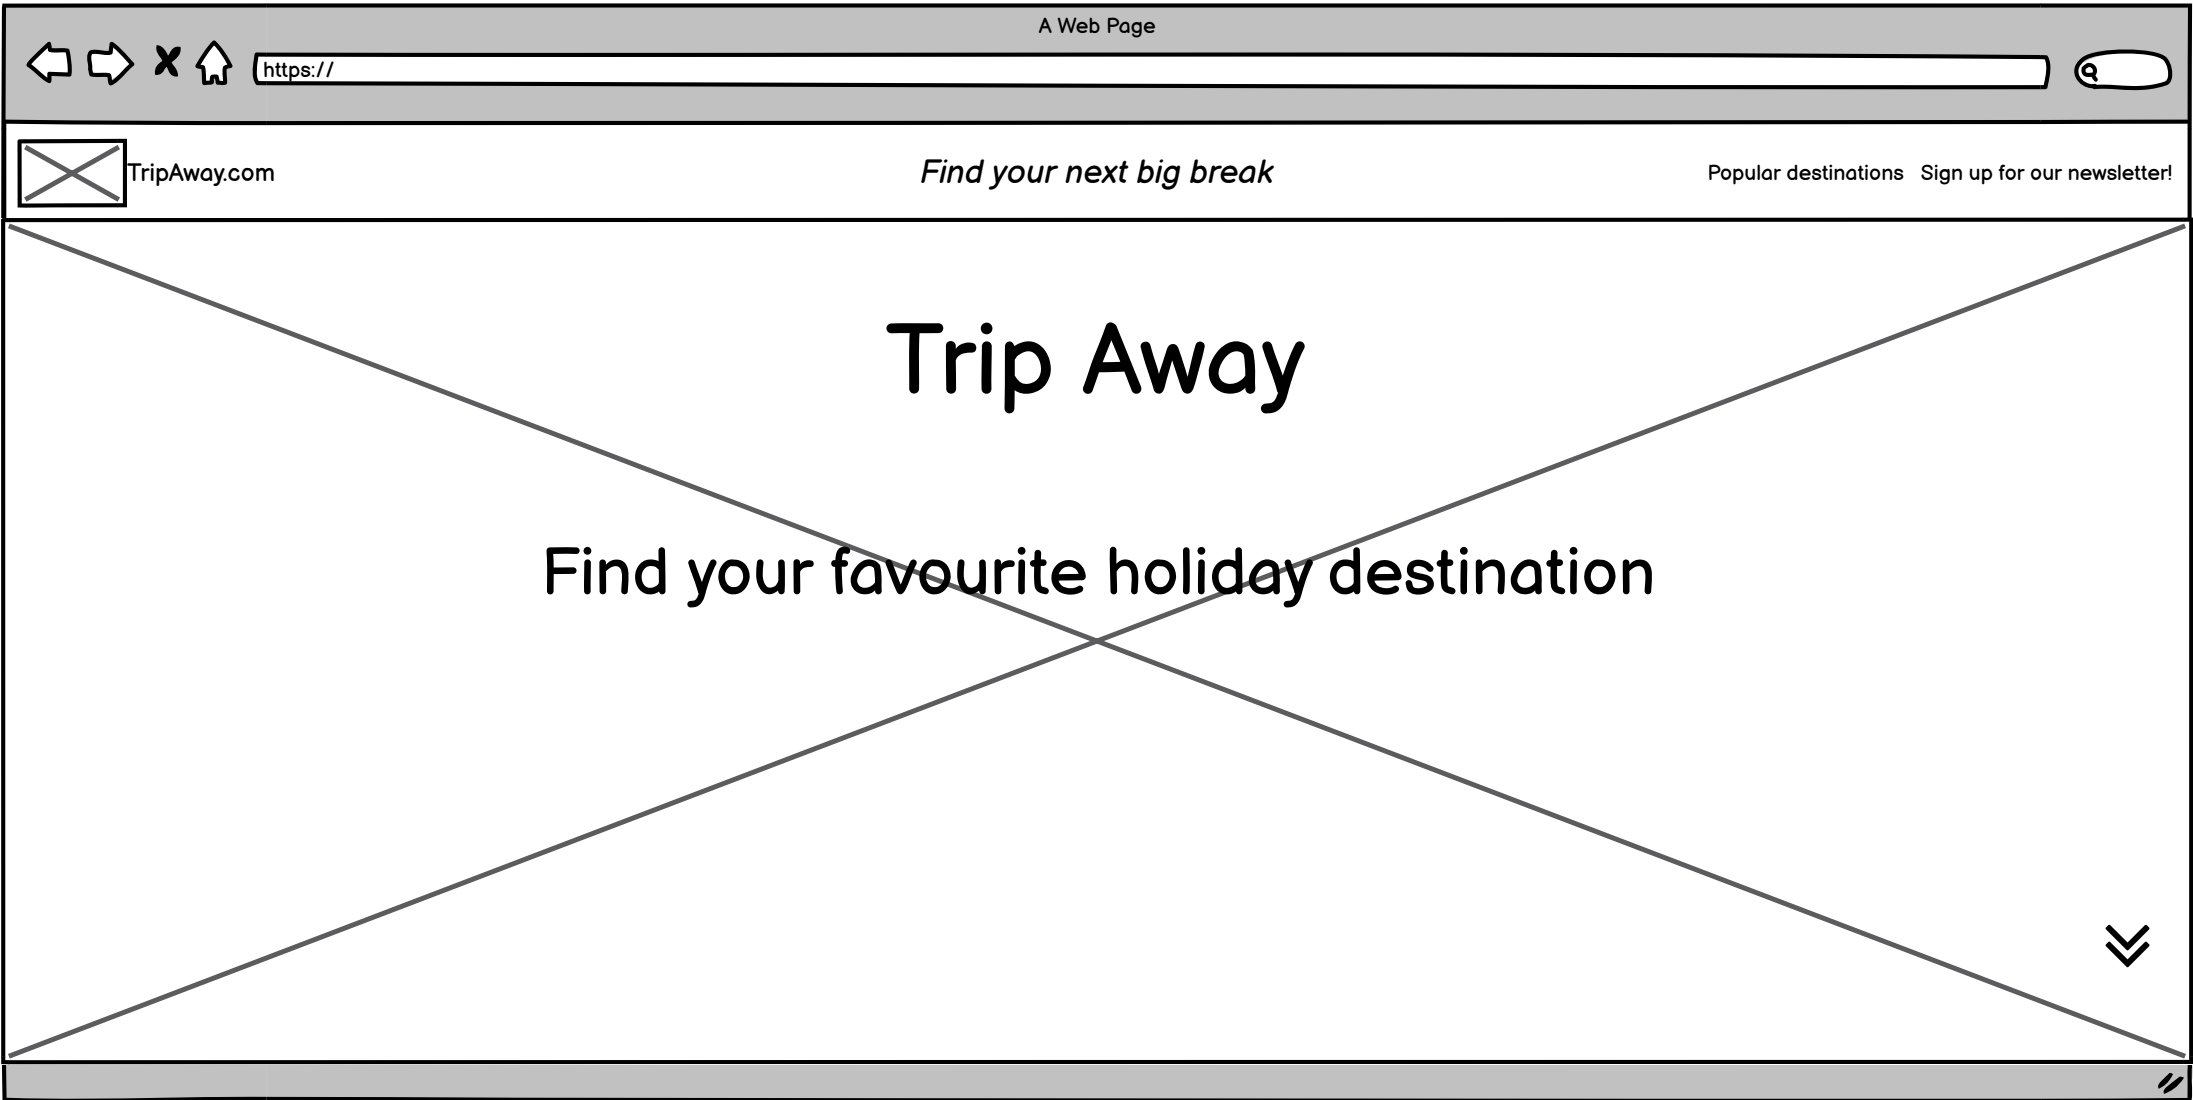 A Web Page
https://
TripAway.com
Find your next big break
Popular destinations Sign up for our newsletter!
Trip Away
Find your favourite holiday destination